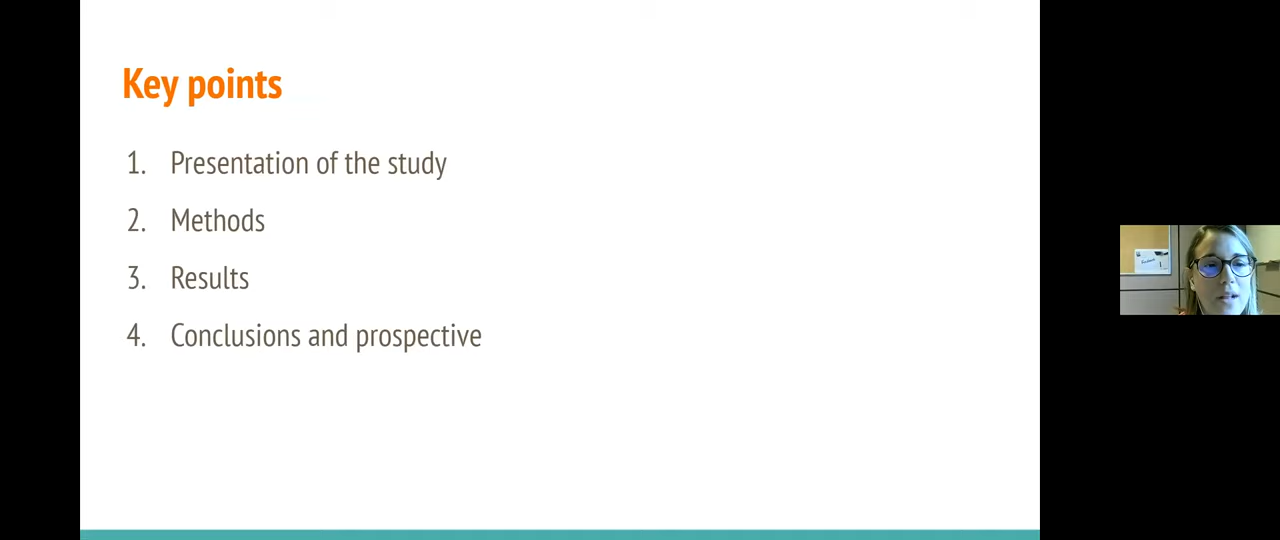 Key points
1. Presentation of the study
2. Methods
3. Results
4. Conclusions and prospective